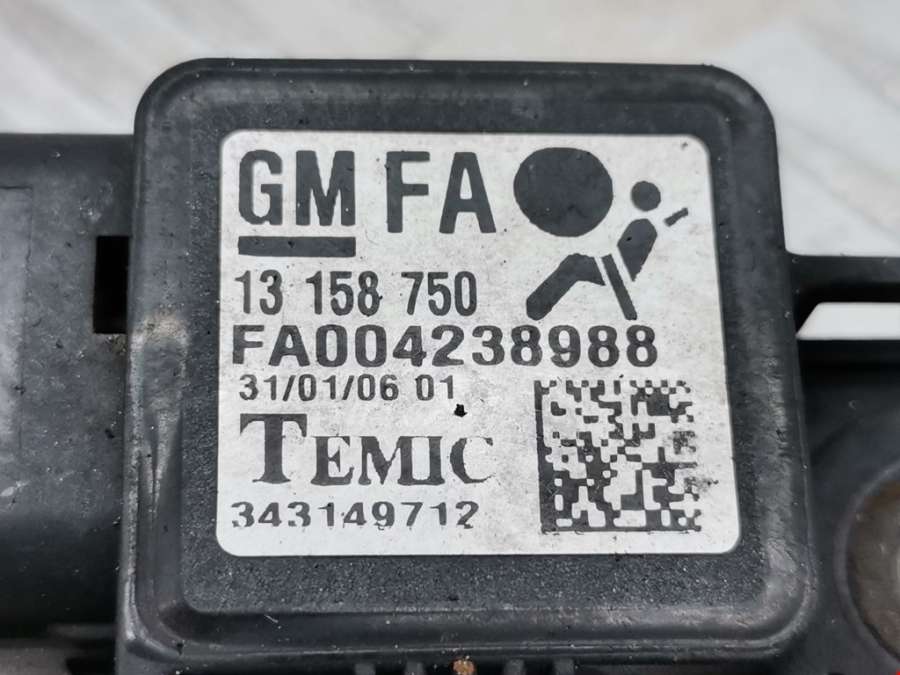 GM FA
13 158 750
FA004238988
31/01/06 01
TEMIC
343149712